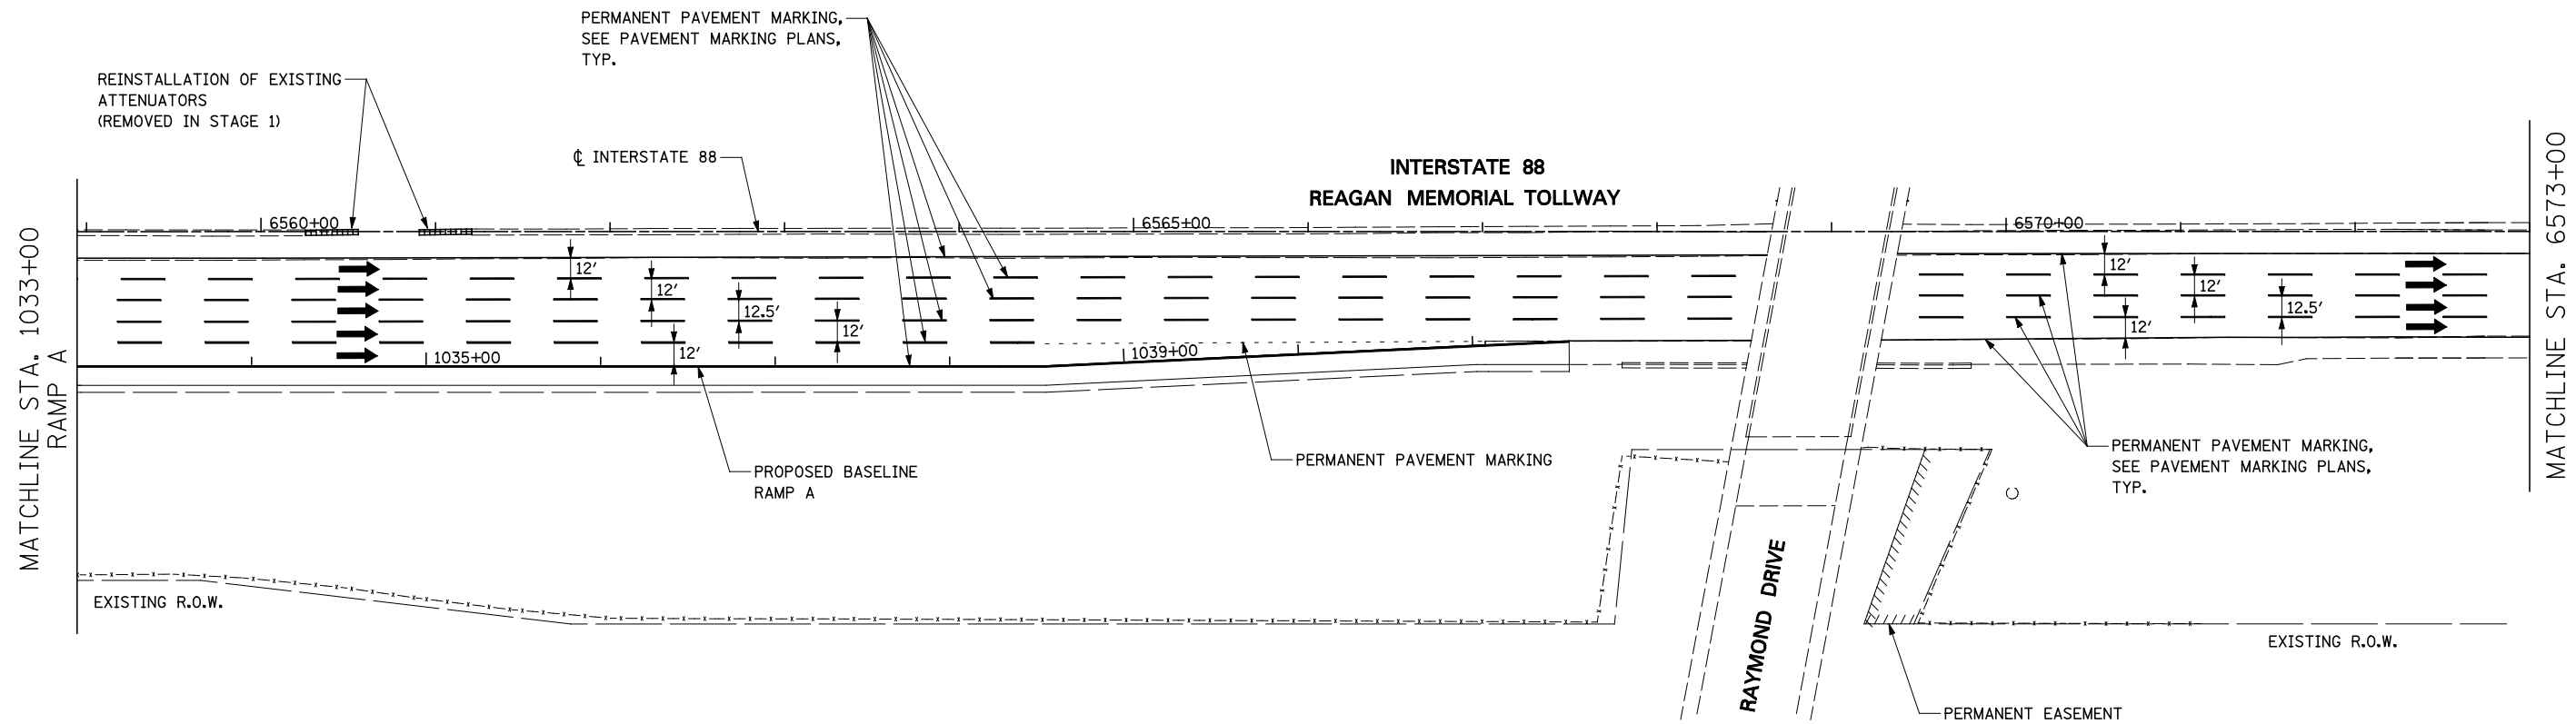 PERMANENT PAVEMENT MARKING,
SEE PAVEMENT MARKING PLANS,
TYP.
REINSTALLATION OF EXISTING
ATTENUATORS
(REMOVED IN STAGE 1)
℄ INTERSTATE 88
INTERSTATE 88
REAGAN MEMORIAL TOLLWAY
6560+00
6565+00
6570+00
12'
12'
12.5'
12'
12'
12'
12'
12.5'
12'
1035+00
1039+00
MATCHLINE STA. 1033+00
RAMP A
MATCHLINE STA. 6573+00
PROPOSED BASELINE
RAMP A
PERMANENT PAVEMENT MARKING
PERMANENT PAVEMENT MARKING,
SEE PAVEMENT MARKING PLANS,
TYP.
EXISTING R.O.W.
RAYMOND DRIVE
EXISTING R.O.W.
PERMANENT EASEMENT